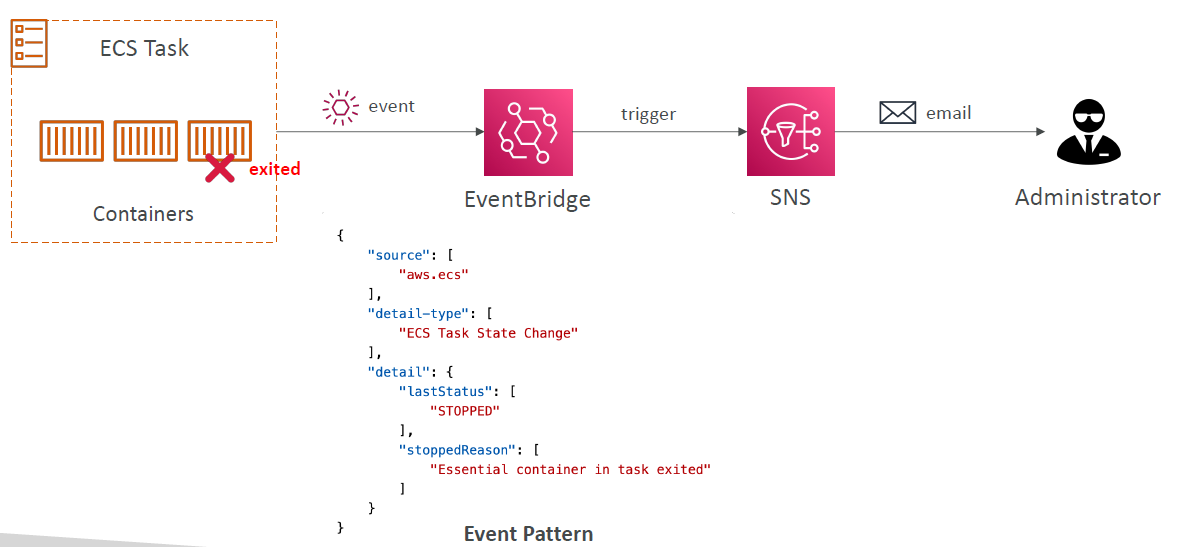 ECS Task
event
trigger
email
exited
Containers
EventBridge
SNS
Administrator
{
"source": [
"aws.ecs"
],
"detail-type": [
"ECS Task State Change"
],
"detail": {
"lastStatus": [
"STOPPED"
],
"stoppedReason": [
"Essential container in task exited"
]
}
}
Event Pattern